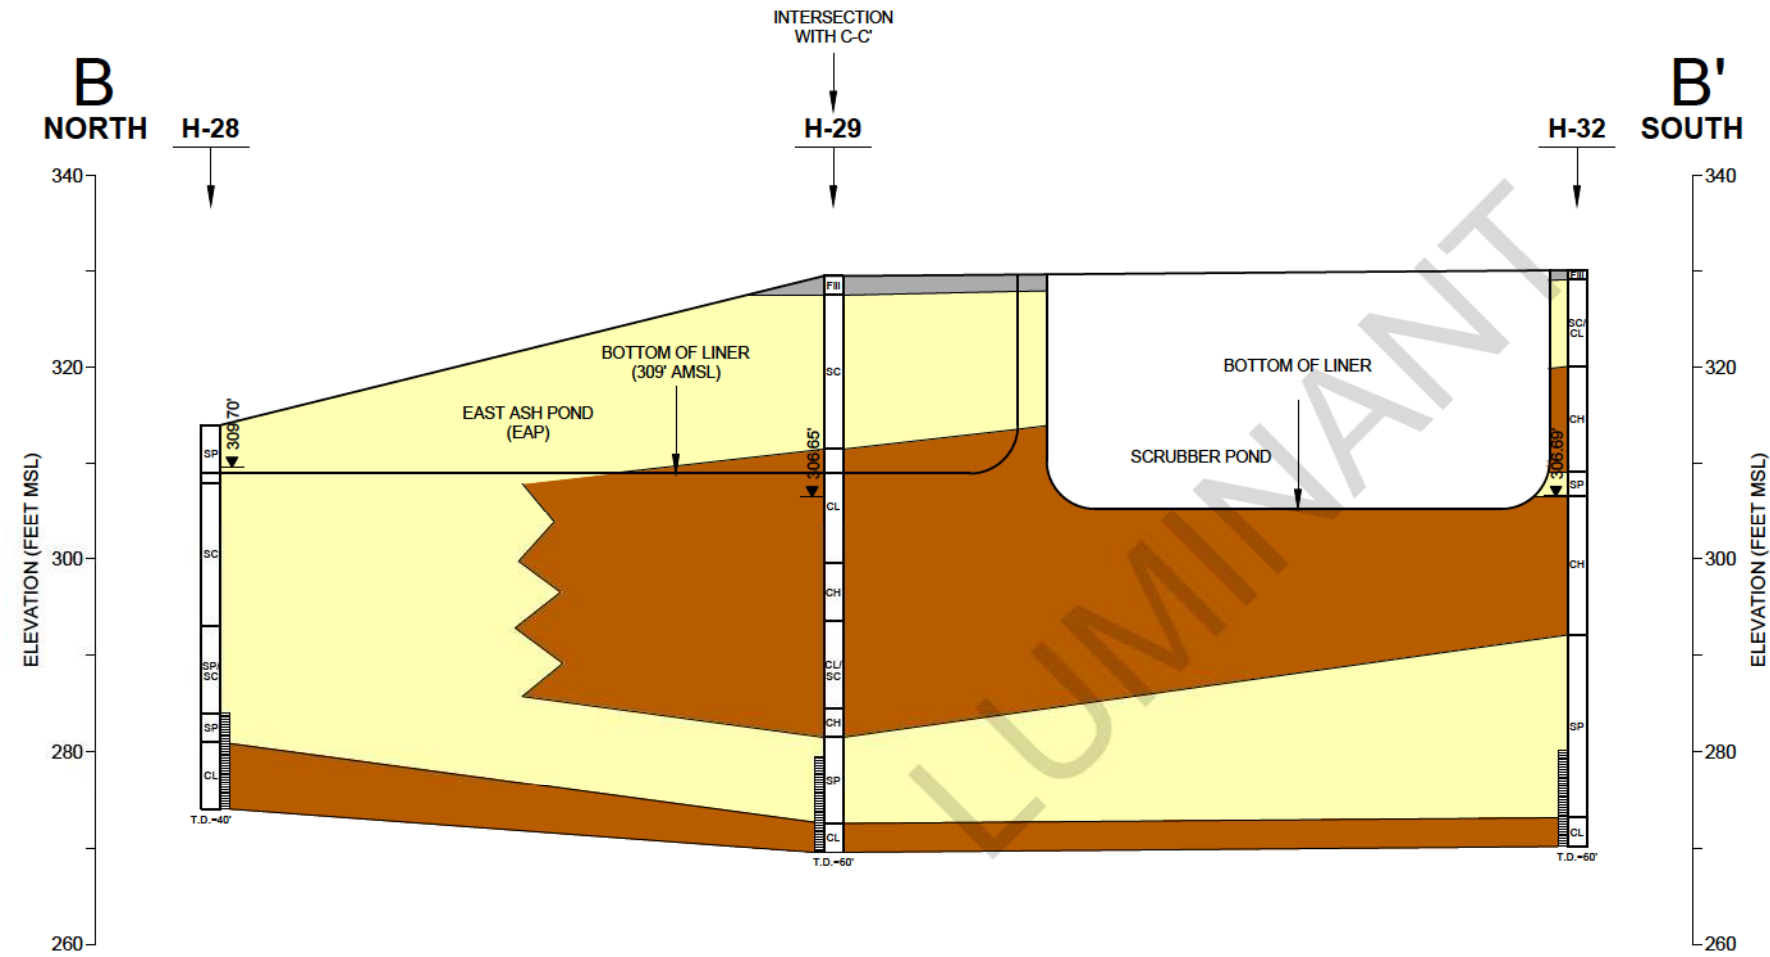 INTERSECTION
WITH C-C'
B
NORTH
H-28
H-29
H-32
B'
SOUTH
340
320
300
280
260
ELEVATION (FEET MSL)
340
320
300
280
260
ELEVATION (FEET MSL)
BOTTOM OF LINER
(309' AMSL)
EAST ASH POND
(EAP)
BOTTOM OF LINER
SCRUBBER POND
309.70'
306.65'
306.69'
SP
SC
SP/
SC
SP
CL
T.D.=40'
Fill
SC
CL
CH
CL/
SC
CH
SP
CL
T.D.=60'
Fill
SC/
CL
CH
SP
CH
SP
CL
T.D.=60'
LUMINANT